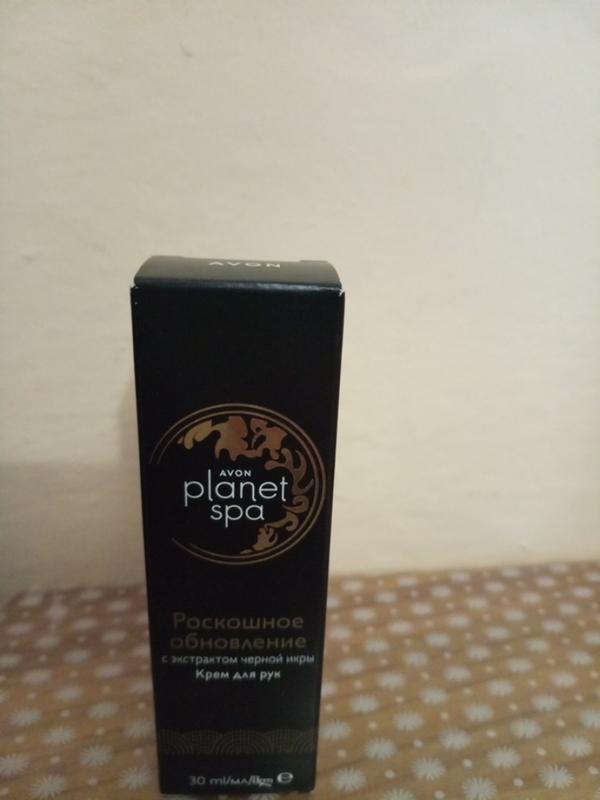 AVON
AVON
planet
spa
Роскошное
обновление
с экстрактом черной икры
Крем для рук
30 ml/мл/